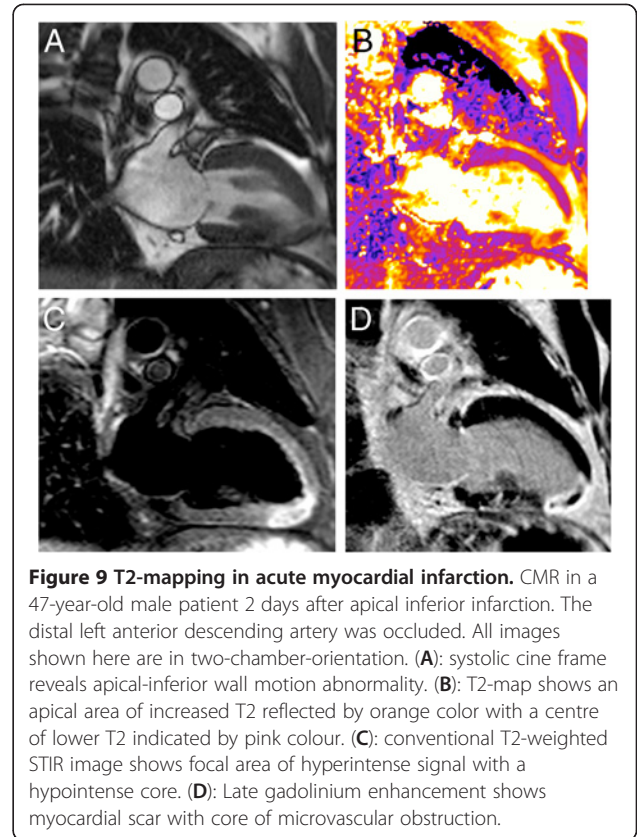 A
B
C
D
Figure 9 T2-mapping in acute myocardial infarction. CMR in a
47-year-old male patient 2 days after apical inferior infarction. The
distal left anterior descending artery was occluded. All images
shown here are in two-chamber-orientation. (A): systolic cine frame
reveals apical-inferior wall motion abnormality. (B): T2-map shows an
apical area of increased T2 reflected by orange color with a centre
of lower T2 indicated by pink colour. (C): conventional T2-weighted
STIR image shows focal area of hyperintense signal with a
hypointense core. (D): Late gadolinium enhancement shows
myocardial scar with core of microvascular obstruction.